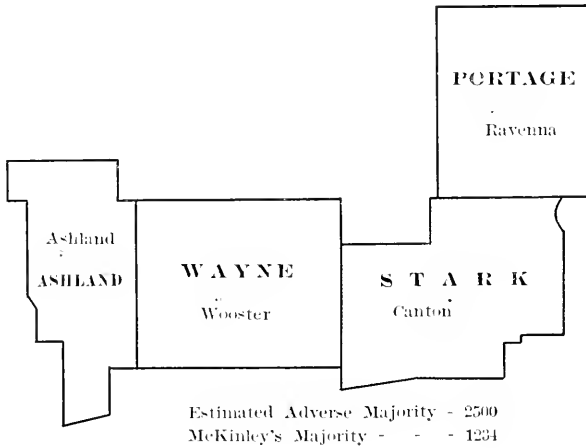 PORTAGE
Ravenna
Ashland
ASHLAND
WAYNE
Wooster
STARK
Canton
Estimated Adverse Majority - 2500
McKinley's Majority - - - 1234